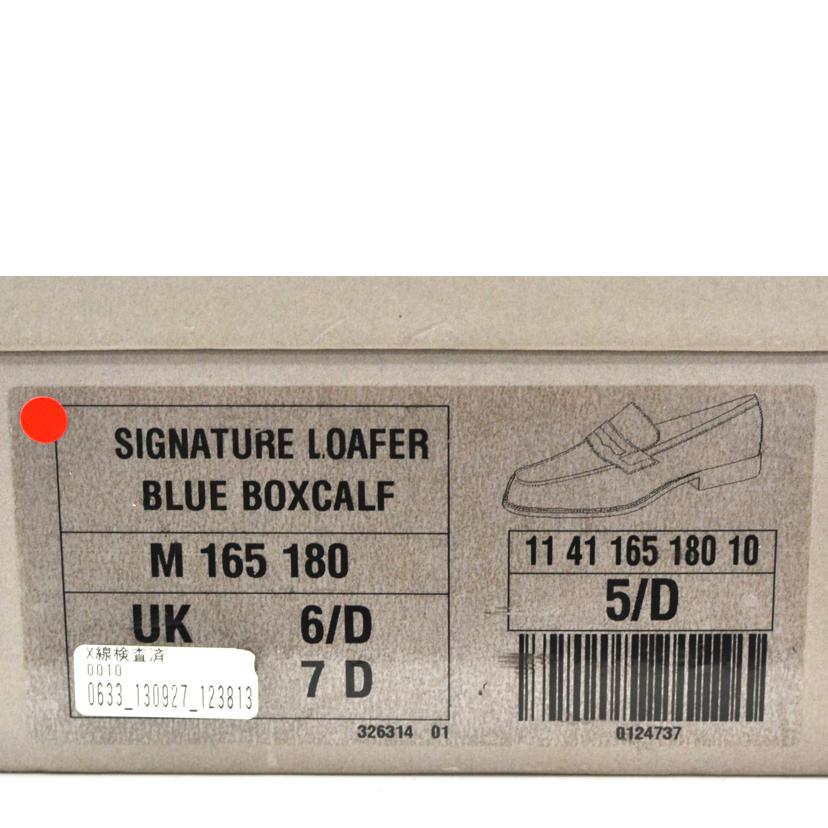 SIGNATURE LOAFER
BLUE BOXCALF
M 165 180
UK 6/D
7 D
X線検査済
0010
0633_130927_123813
326314 01
11 41 165 180 10
5/D
0124737